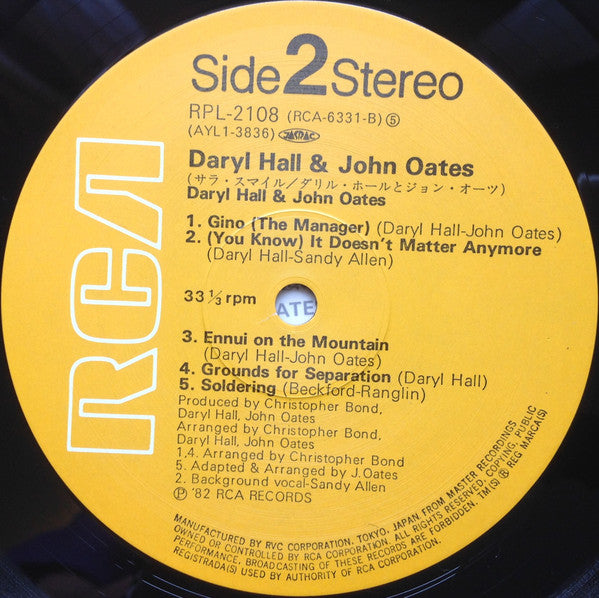 Side 2 Stereo
RPL-2108 (RCA-6331-B) ⑤
(AYL1-3836) JASRAC
RCA
Daryl Hall & John Oates
(サラ・スマイル/ダリル・ホールとジョン・オーツ)
Daryl Hall & John Oates
1. Gino (The Manager) (Daryl Hall-John Oates)
2. (You Know) It Doesn't Matter Anymore
(Daryl Hall-Sandy Allen)
33 1/3 rpm
ATE
3. Ennui on the Mountain
(Daryl Hall-John Oates)
4. Grounds for Separation (Daryl Hall)
5. Soldering (Beckford-Ranglin)
Produced by Christopher Bond,
Daryl Hall, John Oates
Arranged by Christopher Bond,
Daryl Hall, John Oates
1.4. Arranged by Christopher Bond
5. Adapted & Arranged by J.Oates
2. Background vocal-Sandy Allen
Ⓟ '82 RCA RECORDS
MANUFACTURED BY RVC CORPORATION, TOKYO, JAPAN FROM MASTER RECORDINGS
OWNED OR CONTROLLED BY RCA CORPORATION. ALL RIGHTS RESERVED, COPYING, PUBLIC
PERFORMANCE, BROADCASTING OF THESE RECORDS ARE FORBIDDEN. TM(S) ® REG MARCA(S)
REGISTRADA(S) USED BY AUTHORITY OF RCA CORPORATION.